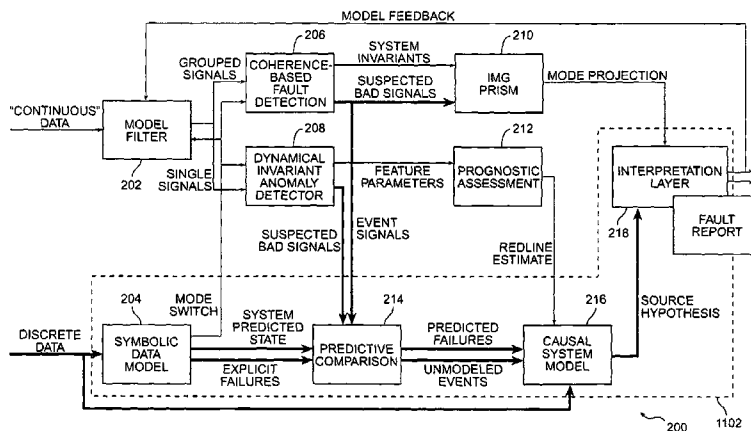 MODEL FEEDBACK
206
SYSTEM
INVARIANTS
210
GROUPED
SIGNALS
COHERENCE-
BASED FAULT
DETECTION
SUSPECTED
BAD SIGNALS
IMG
PRISM
MODE PROJECTION
"CONTINUOUS"
DATA
MODEL
FILTER
202
208
212
SINGLE
SIGNALS
DYNAMICAL
INVARIANT
ANOMALY
DETECTOR
FEATURE
PARAMETERS
PROGNOSTIC
ASSESSMENT
INTERPRETATION
LAYER
218
FAULT
REPORT
SUSPECTED
BAD SIGNALS
EVENT
SIGNALS
REDLINE
ESTIMATE
204
MODE
SWITCH
SYSTEM
PREDICTED
STATE
214
216
SOURCE
HYPOTHESIS
DISCRETE
DATA
SYMBOLIC
DATA
MODEL
EXPLICIT
FAILURES
PREDICTIVE
COMPARISON
PREDICTED
FAILURES
UNMODELED
EVENTS
CAUSAL
SYSTEM
MODEL
200
1102